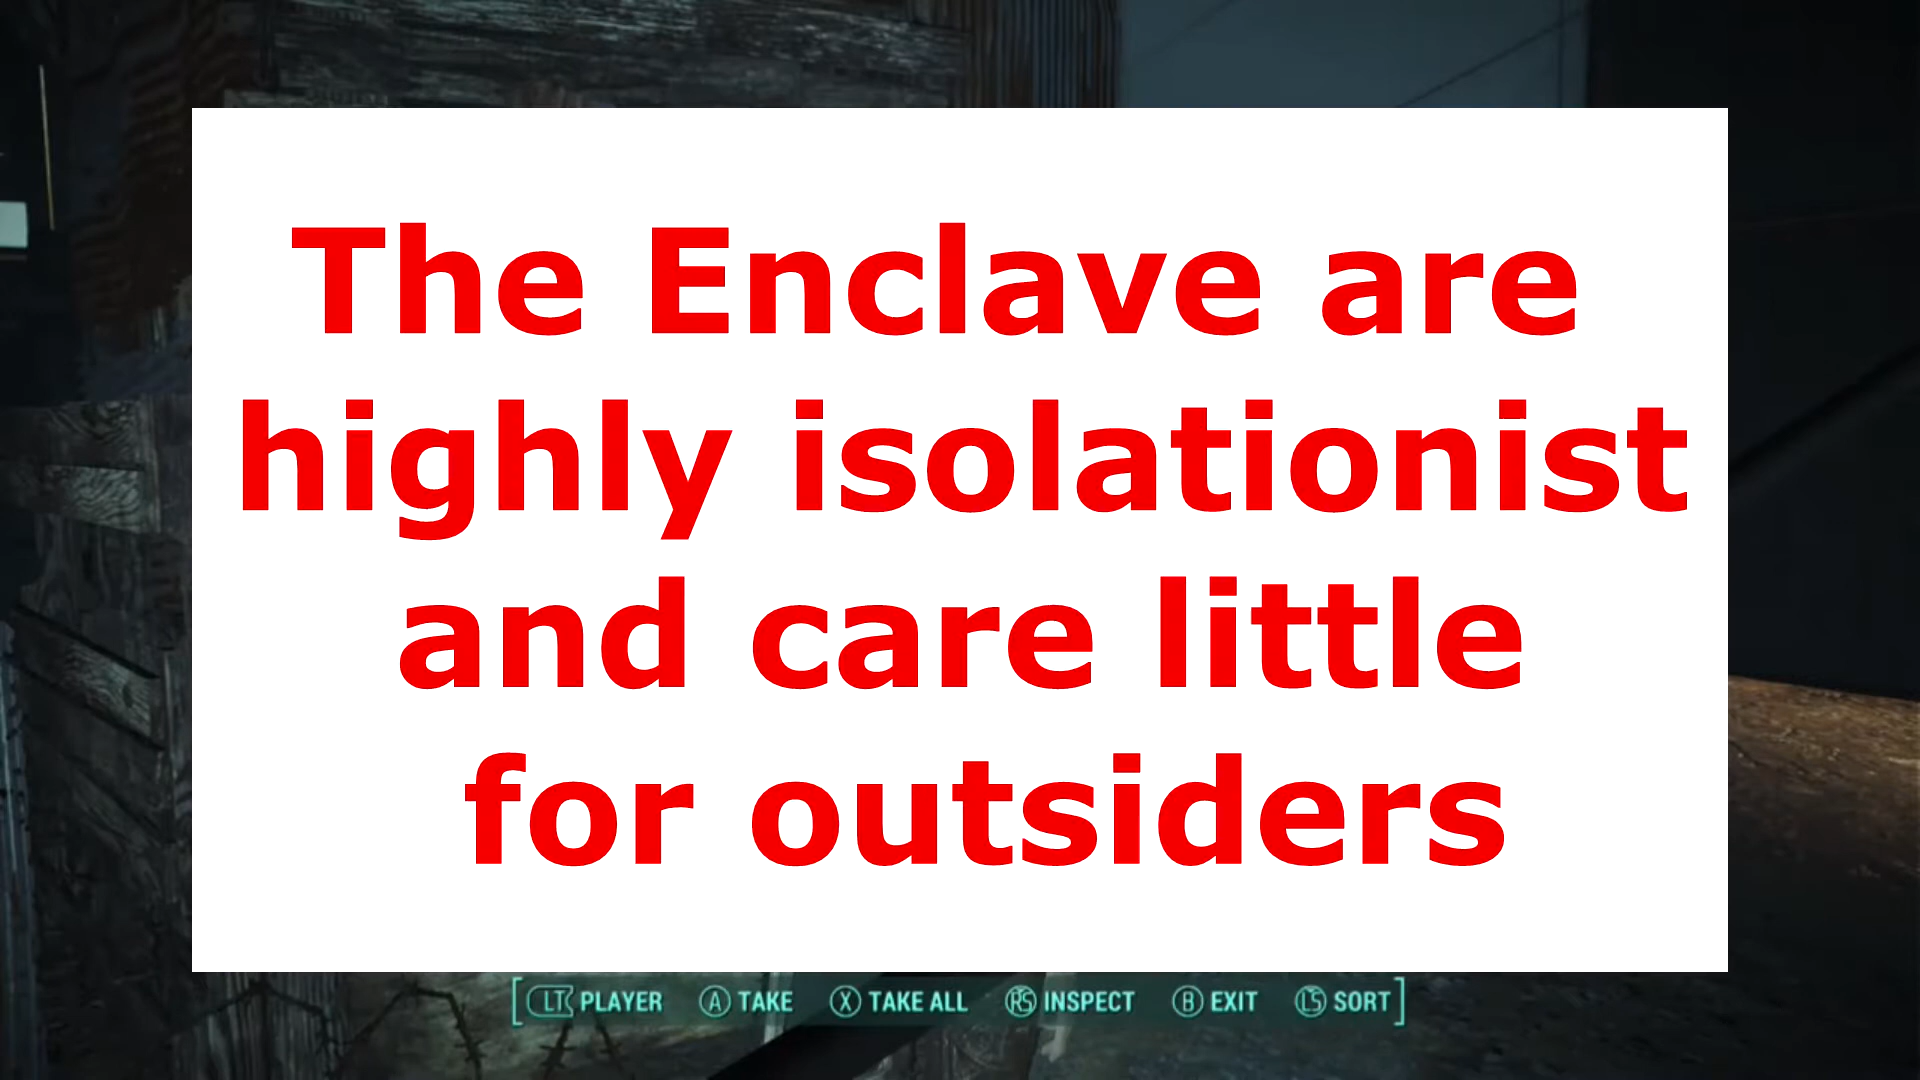 The Enclave are
highly isolationist
and care little
for outsiders
LT PLAYER A TAKE X TAKE ALL RS INSPECT B EXIT LS SORT